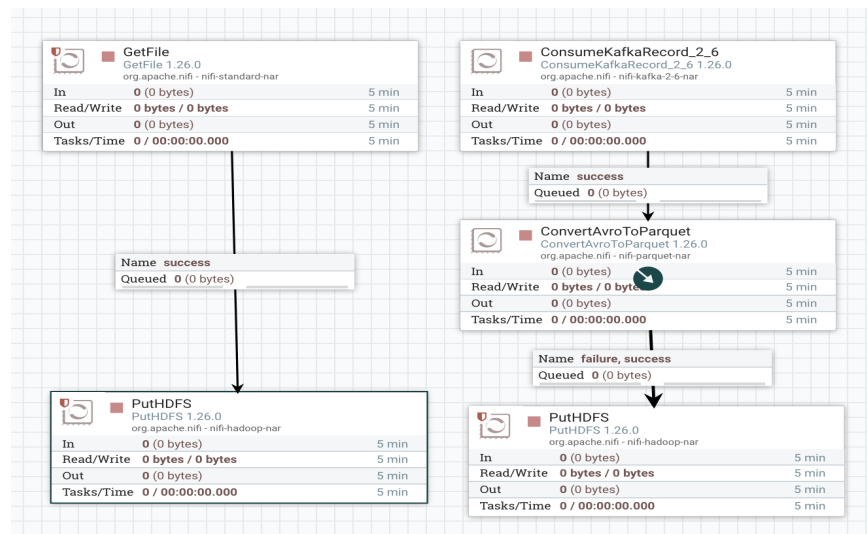 GetFile
GetFile 1.26.0
org.apache.nifi - nifi-standard-nar
In 0 (0 bytes) 5 min
Read/Write 0 bytes / 0 bytes 5 min
Out 0 (0 bytes) 5 min
Tasks/Time 0 / 00:00:00.000 5 min
Name success
Queued 0 (0 bytes)
PutHDFS
PutHDFS 1.26.0
org.apache.nifi - nifi-hadoop-nar
In 0 (0 bytes) 5 min
Read/Write 0 bytes / 0 bytes 5 min
Out 0 (0 bytes) 5 min
Tasks/Time 0 / 00:00:00.000 5 min
ConsumeKafkaRecord_2_6
ConsumeKafkaRecord_2_6 1.26.0
org.apache.nifi - nifi-kafka-2-6-nar
In 0 (0 bytes) 5 min
Read/Write 0 bytes / 0 bytes 5 min
Out 0 (0 bytes) 5 min
Tasks/Time 0 / 00:00:00.000 5 min
Name success
Queued 0 (0 bytes)
ConvertAvroToParquet
ConvertAvroToParquet 1.26.0
org.apache.nifi - nifi-parquet-nar
In 0 (0 bytes) 5 min
Read/Write 0 bytes / 0 bytes 5 min
Out 0 (0 bytes) 5 min
Tasks/Time 0 / 00:00:00.000 5 min
Name failure, success
Queued 0 (0 bytes)
PutHDFS
PutHDFS 1.26.0
org.apache.nifi - nifi-hadoop-nar
In 0 (0 bytes) 5 min
Read/Write 0 bytes / 0 bytes 5 min
Out 0 (0 bytes) 5 min
Tasks/Time 0 / 00:00:00.000 5 min